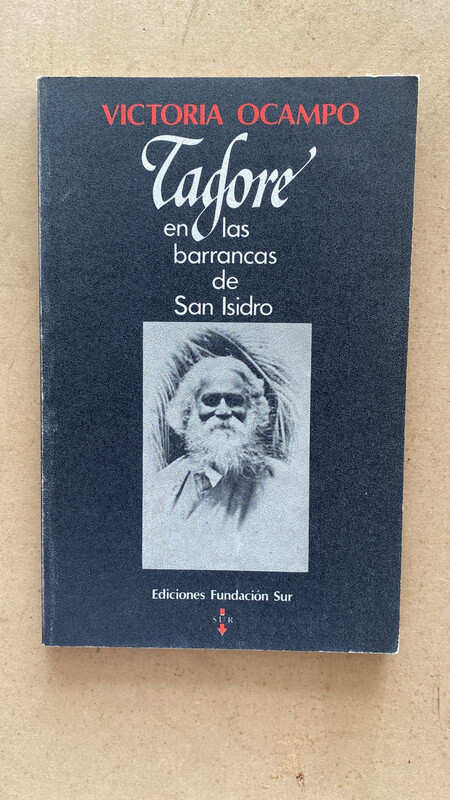 VICTORIA OCAMPO
Tagore
en las
barrancas
de
San Isidro
Ediciones Fundación Sur
SUR